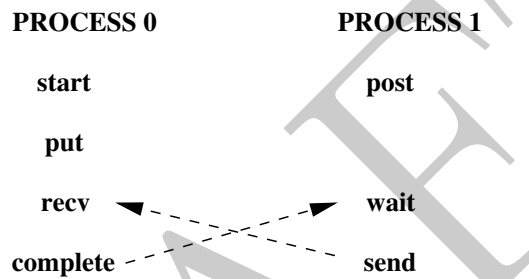 PROCESS 0 PROCESS 1
start post
put
recv wait
complete send